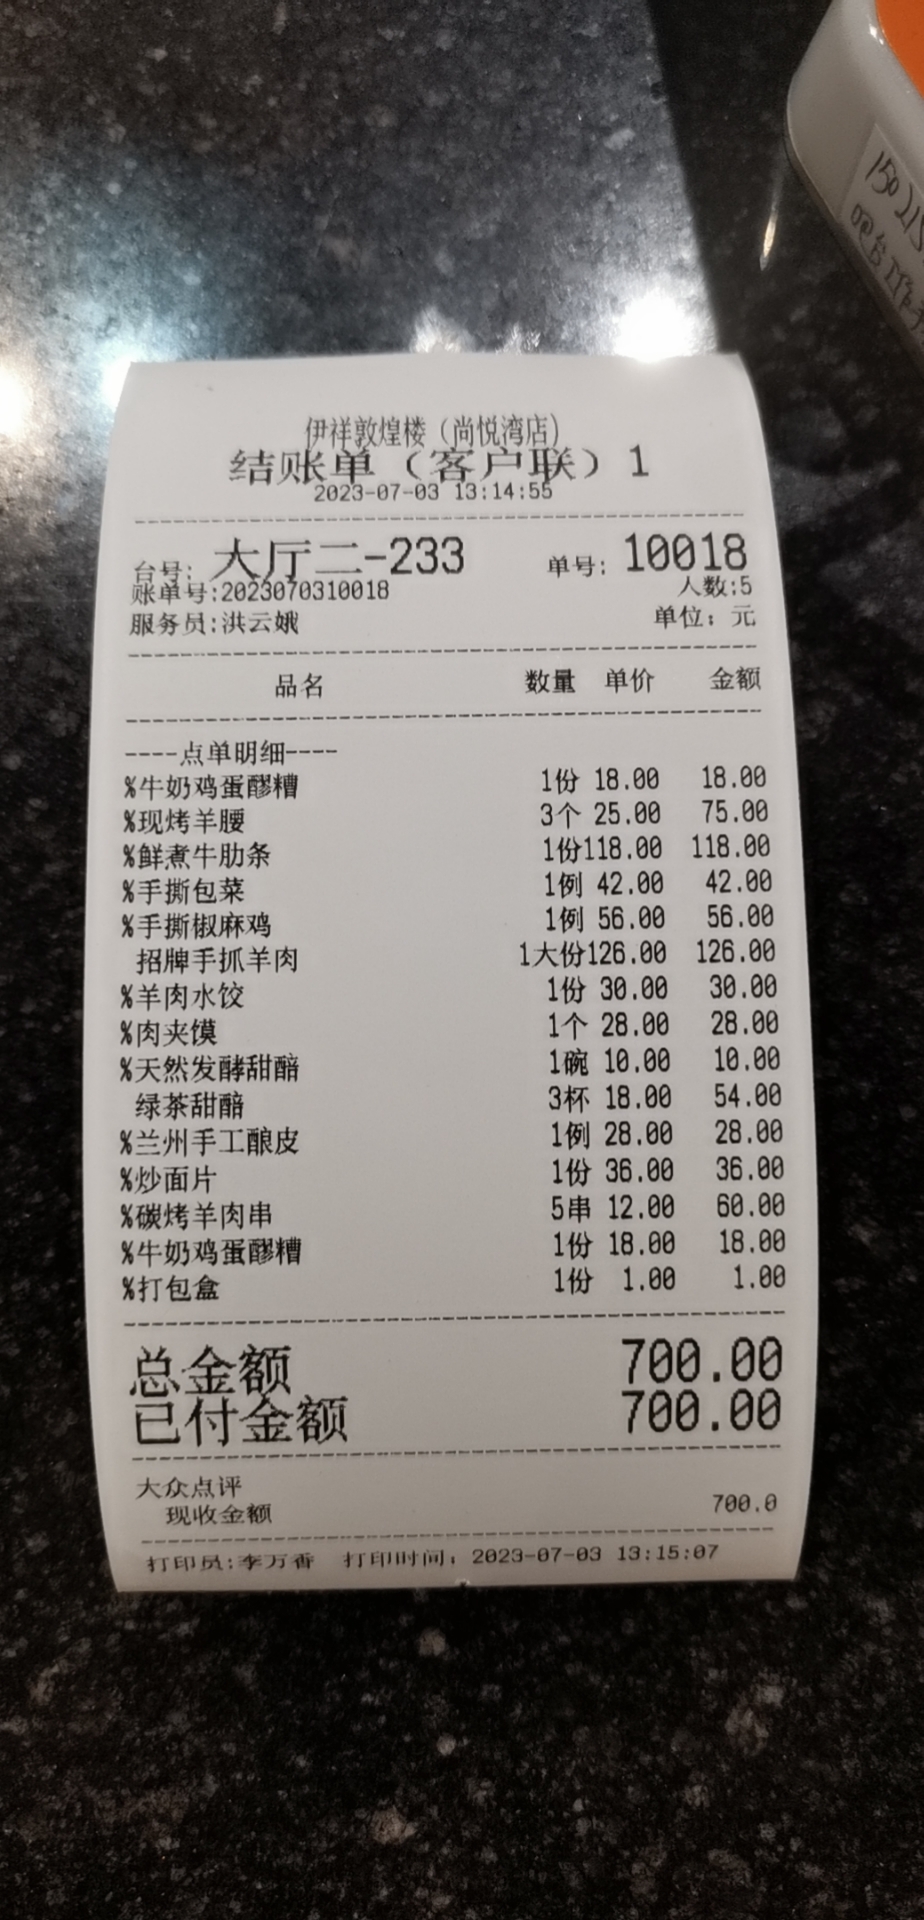 伊祥敦煌楼（尚悦湾店）
结账单（客户联）1
2023-07-03 13:14:55
台号: 大厅二-233 单号: 10018
账单号:2023070310018 人数:5
服务员:洪云娥 单位：元
品名 数量 单价 金额
----点单明细----
%牛奶鸡蛋醪糟 1份 18.00 18.00
%现烤羊腰 3个 25.00 75.00
%鲜煮牛肋条 1份118.00 118.00
%手撕包菜 1例 42.00 42.00
%手撕椒麻鸡 1例 56.00 56.00
招牌手抓羊肉 1大份126.00 126.00
%羊肉水饺 1份 30.00 30.00
%肉夹馍 1个 28.00 28.00
%天然发酵甜醅 1碗 10.00 10.00
绿茶甜醅 3杯 18.00 54.00
%兰州手工酿皮 1例 28.00 28.00
%炒面片 1份 36.00 36.00
%碳烤羊肉串 5串 12.00 60.00
%牛奶鸡蛋醪糟 1份 18.00 18.00
%打包盒 1份 1.00 1.00
总金额 700.00
已付金额 700.00
大众点评
现收金额 700.0
打印员:李万香 打印时间：2023-07-03 13:15:07